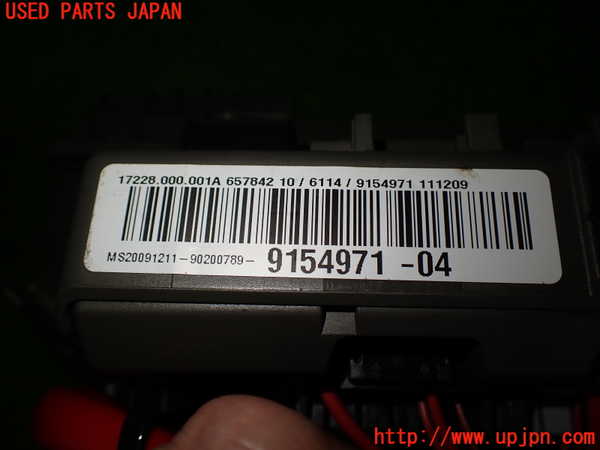 USED PARTS JAPAN
17228.000.001A 657842 10 / 6114 / 9154971 111209
MS20091211-90200789- 9154971 -04
http://www.upjpn.com/